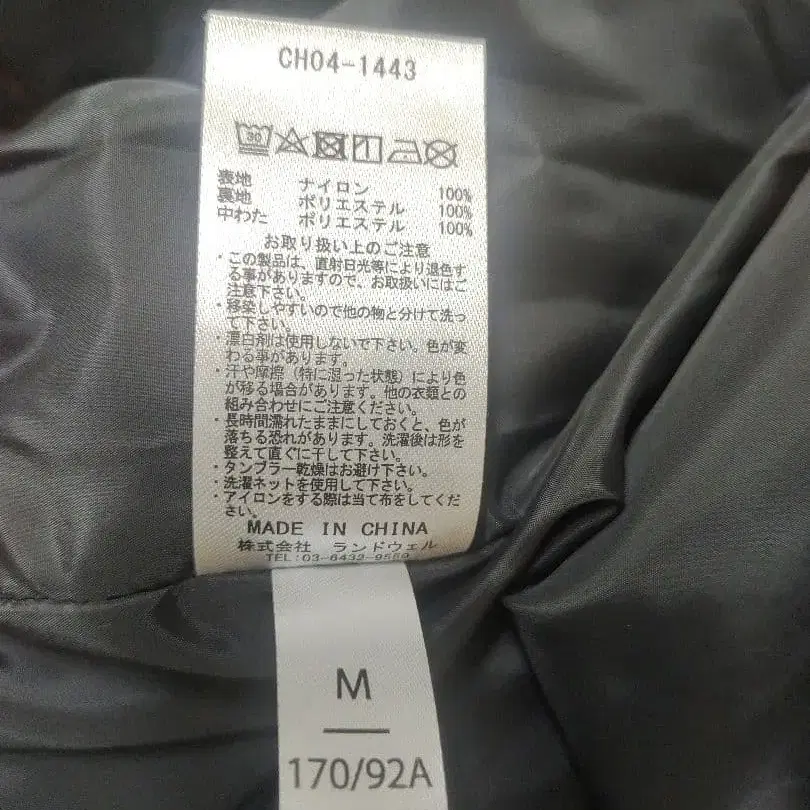 CH04-1443
30
表地 ナイロン 100%
裏地 ポリエステル 100%
中わた ポリエステル 100%
お取り扱い上のご注意
・この製品は、直射日光等により退色す
る事がありますので、お取扱いにはご
注意下さい。
・移染しやすいので他の物と分けて洗っ
て下さい。
・漂白剤は使用しないで下さい。色が変
わる事があります。
・汗や摩擦（特に湿った状態）により色
が移る場合があります。他の衣類との
組み合わせにご注意ください。
・長時間濡れたままにしておくと、色が
落ちる恐れがあります。洗濯後は形を
整えて直ぐに干して下さい。
・タンブラー乾燥はお避け下さい。
・洗濯ネットを使用して下さい。
・アイロンをする際は当て布をしてくだ
さい。
MADE IN CHINA
株式会社 ランドウェル
TEL:03-6432-9559
M
170/92A